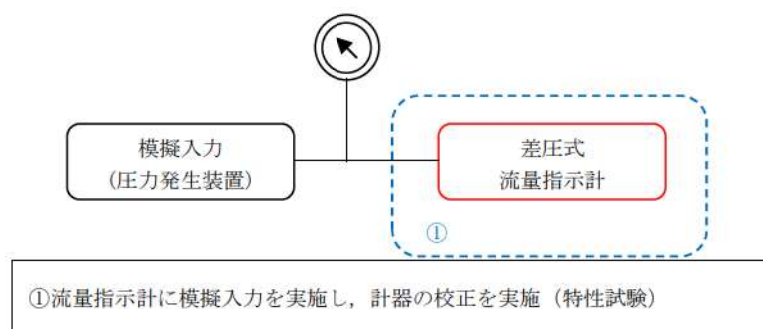 模擬入力
（圧力発生装置）
差圧式
流量指示計
①
①流量指示計に模擬入力を実施し，計器の校正を実施（特性試験）